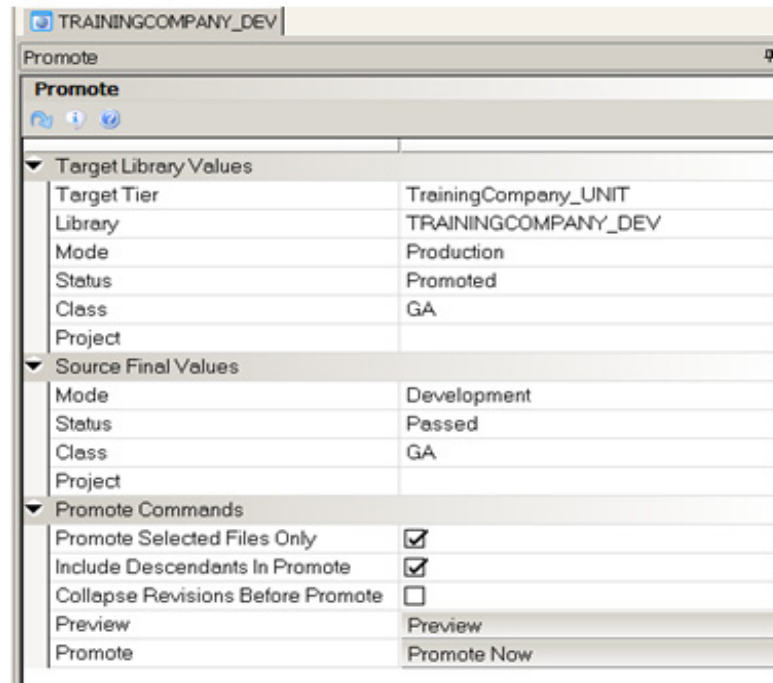 TRAININGCOMPANY_DEV
Promote
Promote
Target Library Values
Target Tier TrainingCompany_UNIT
Library TRAININGCOMPANY_DEV
Mode Production
Status Promoted
Class GA
Project
Source Final Values
Mode Development
Status Passed
Class GA
Project
Promote Commands
Promote Selected Files Only
Include Descendants In Promote
Collapse Revisions Before Promote
Preview Preview
Promote Promote Now